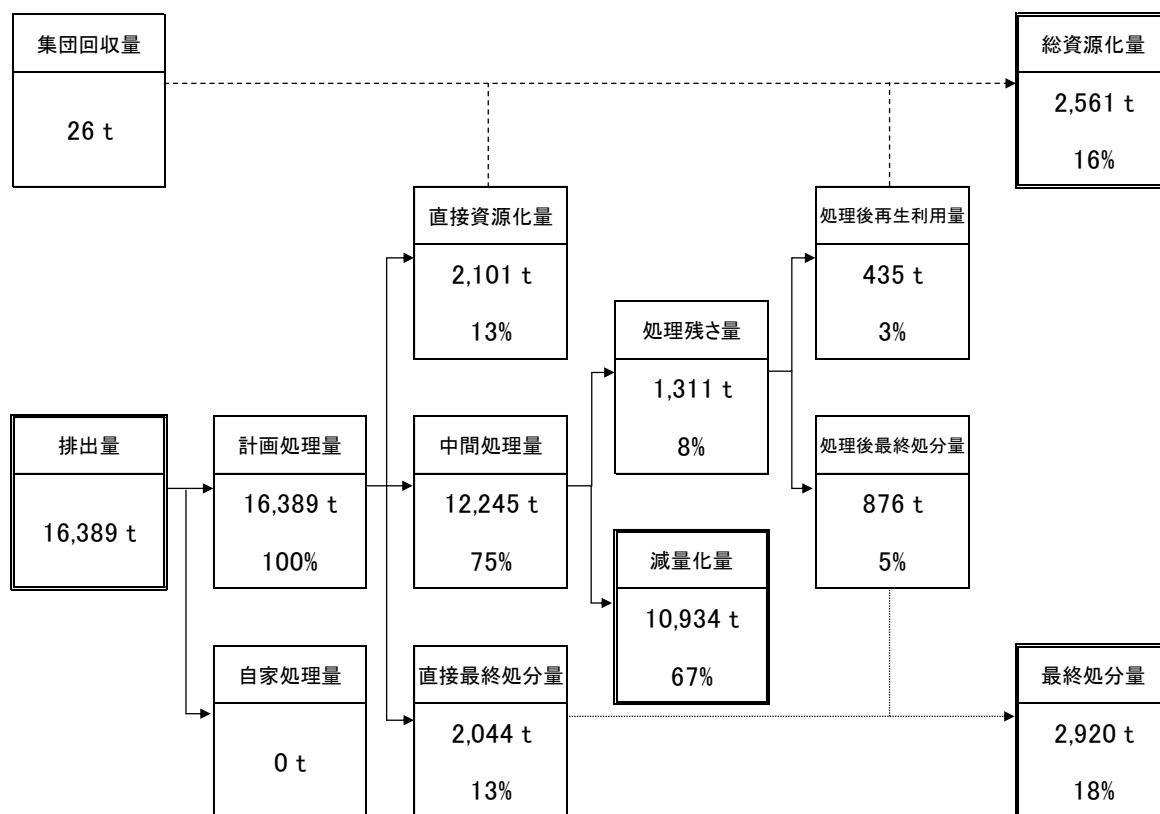 集団回収量
26 t
総資源化量
2,561 t
16%
直接資源化量
2,101 t
13%
処理後再生利用量
435 t
3%
処理残さ量
1,311 t
8%
排出量
16,389 t
計画処理量
16,389 t
100%
中間処理量
12,245 t
75%
処理後最終処分量
876 t
5%
減量化量
10,934 t
67%
自家処理量
0 t
直接最終処分量
2,044 t
13%
最終処分量
2,920 t
18%